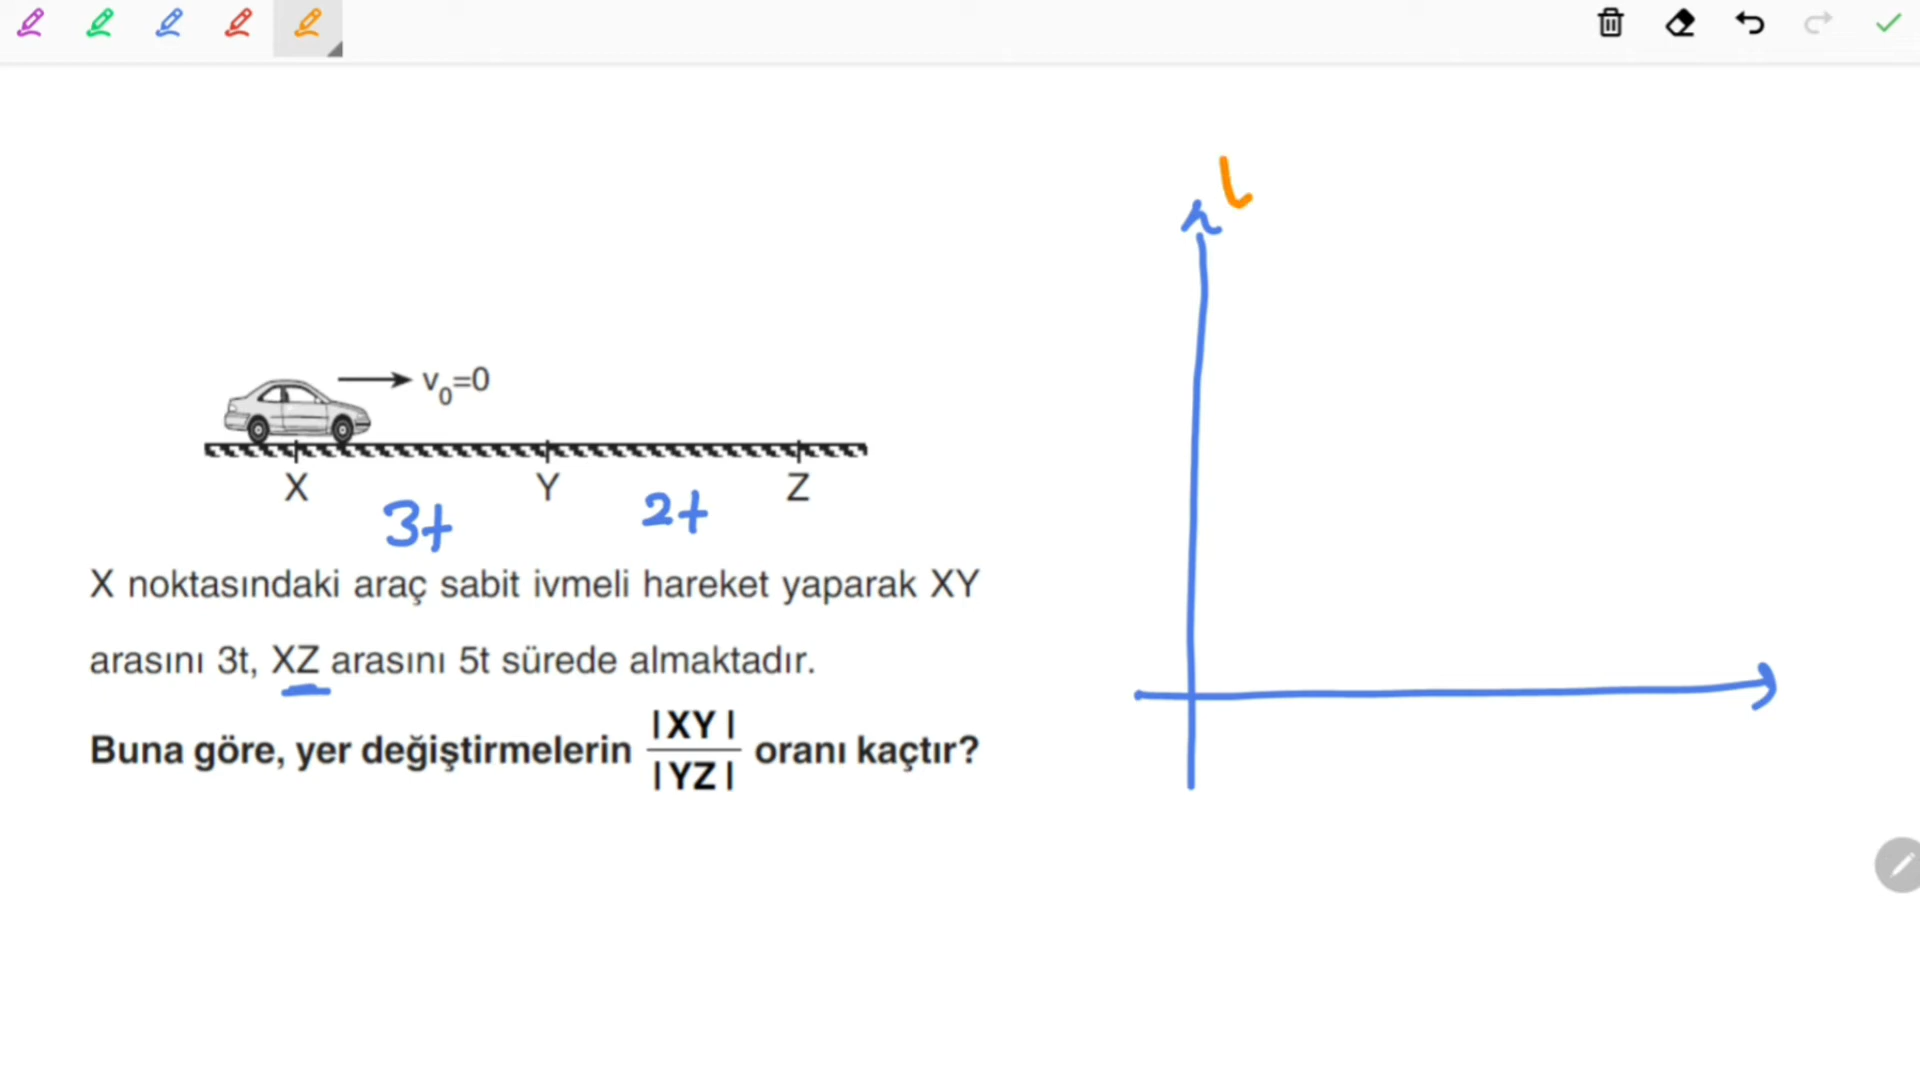 v0=0
X Y Z
3t 2t
X noktasındaki araç sabit ivmeli hareket yaparak XY
arasını 3t, XZ arasını 5t sürede almaktadır.
Buna göre, yer değiştirmelerin |XY| / |YZ| oranı kaçtır?